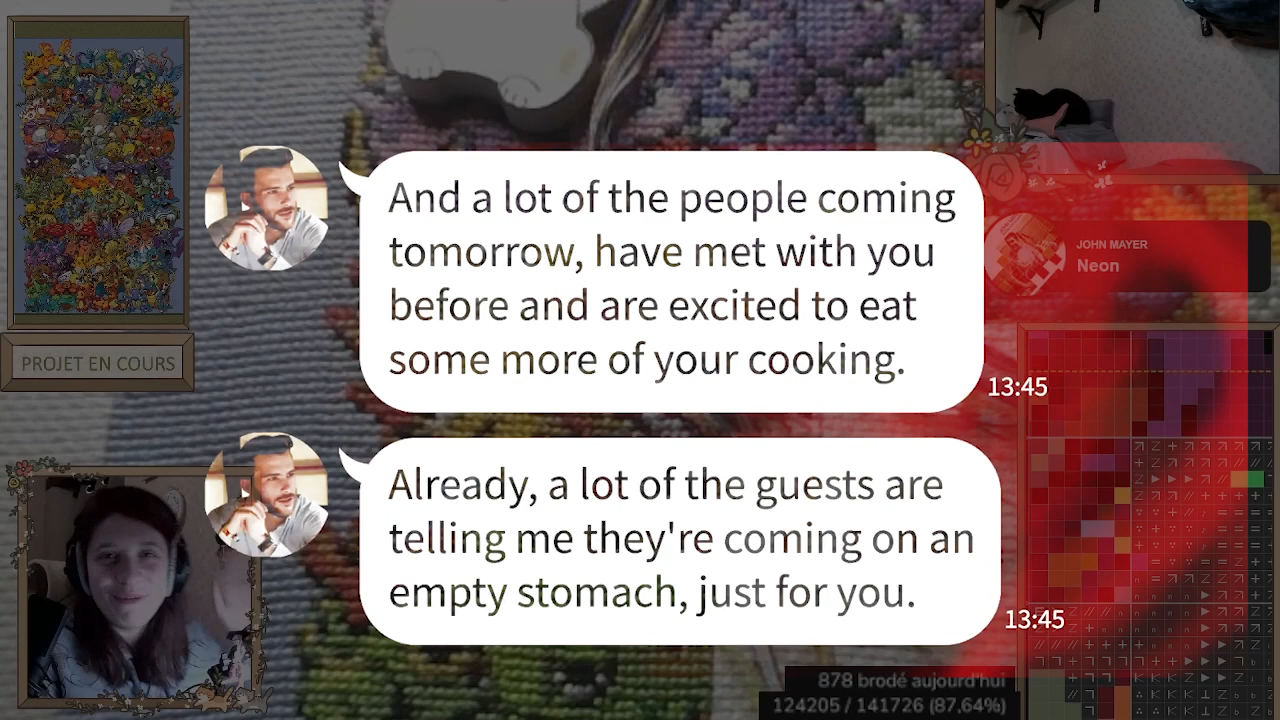 And a lot of the people coming
tomorrow, have met with you
before and are excited to eat
some more of your cooking.
13:45
Already, a lot of the guests are
telling me they're coming on an
empty stomach, just for you.
13:45
JOHN MAYER
Neon
PROJET EN COURS
878 brodé aujourd'hui
124205 / 141726 (87,64%)